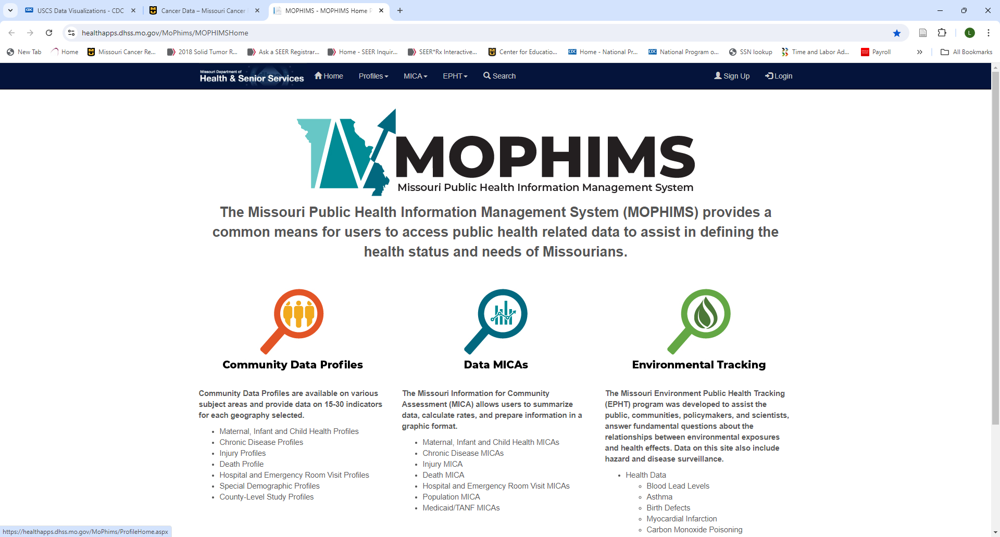 USCS Data Visualizations - CDC
Cancer Data – Missouri Cancer
MOPHIMS - MOPHIMS Home P
healthapps.dhss.mo.gov/MoPhims/MOPHIMSHome
L
New Tab
Home
Missouri Cancer Re...
2018 Solid Tumor R...
Ask a SEER Registrar...
Home - SEER Inquir...
SEER*Rx Interactive...
Center for Educatio...
CDC
Home - National Pr...
CDC
National Program o...
SSN lookup
Time and Labor Ad...
Payroll
All Bookmarks
Missouri Department of
Health & Senior Services
Home
Profiles
MICA
EPHT
Search
Sign Up
Login
MOPHIMS
Missouri Public Health Information Management System
The Missouri Public Health Information Management System (MOPHIMS) provides a
common means for users to access public health related data to assist in defining the
health status and needs of Missourians.
Community Data Profiles
Community Data Profiles are available on various
subject areas and provide data on 15-30 indicators
for each geography selected.
• Maternal, Infant and Child Health Profiles
• Chronic Disease Profiles
• Injury Profiles
• Death Profile
• Hospital and Emergency Room Visit Profiles
• Special Demographic Profiles
• County-Level Study Profiles
Data MICAs
The Missouri Information for Community
Assessment (MICA) allows users to summarize
data, calculate rates, and prepare information in a
graphic format.
• Maternal, Infant and Child Health MICAs
• Chronic Disease MICAs
• Injury MICA
• Death MICA
• Hospital and Emergency Room Visit MICAs
• Population MICA
• Medicaid/TANF MICAs
Environmental Tracking
The Missouri Environment Public Health Tracking
(EPHT) program was developed to assist the
public, communities, policymakers, and scientists,
answer fundamental questions about the
relationships between environmental exposures
and health effects. Data on this site also include
hazard and disease surveillance.
• Health Data
◦ Blood Lead Levels
◦ Asthma
◦ Birth Defects
◦ Myocardial Infarction
◦ Carbon Monoxide Poisoning
https://healthapps.dhss.mo.gov/MoPhims/ProfileHome.aspx